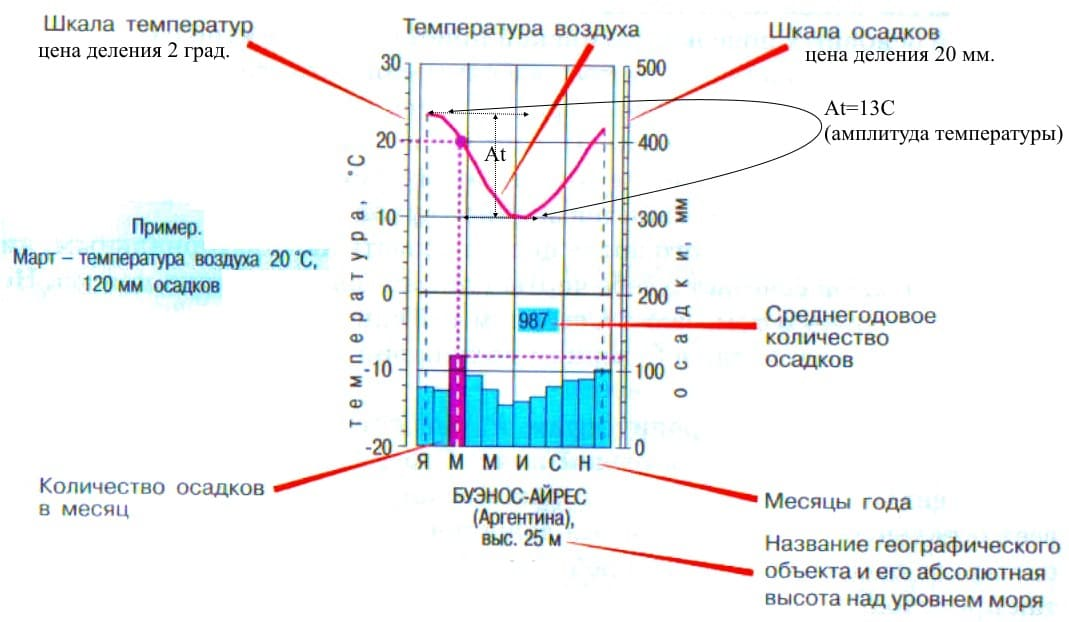 Шкала температур
цена деления 2 град.
Температура воздуха
Шкала осадков
цена деления 20 мм.
30
20
10
0
-10
-20
температура, °С
500
400
300
200
100
0
осадки, мм
At
At=13C
(амплитуда температуры)
Пример.
Март – температура воздуха 20 °С,
120 мм осадков
987
Среднегодовое
количество
осадков
Я М М И С Н
Количество осадков
в месяц
Месяцы года
БУЭНОС-АЙРЕС
(Аргентина),
выс. 25 м
Название географического
объекта и его абсолютная
высота над уровнем моря